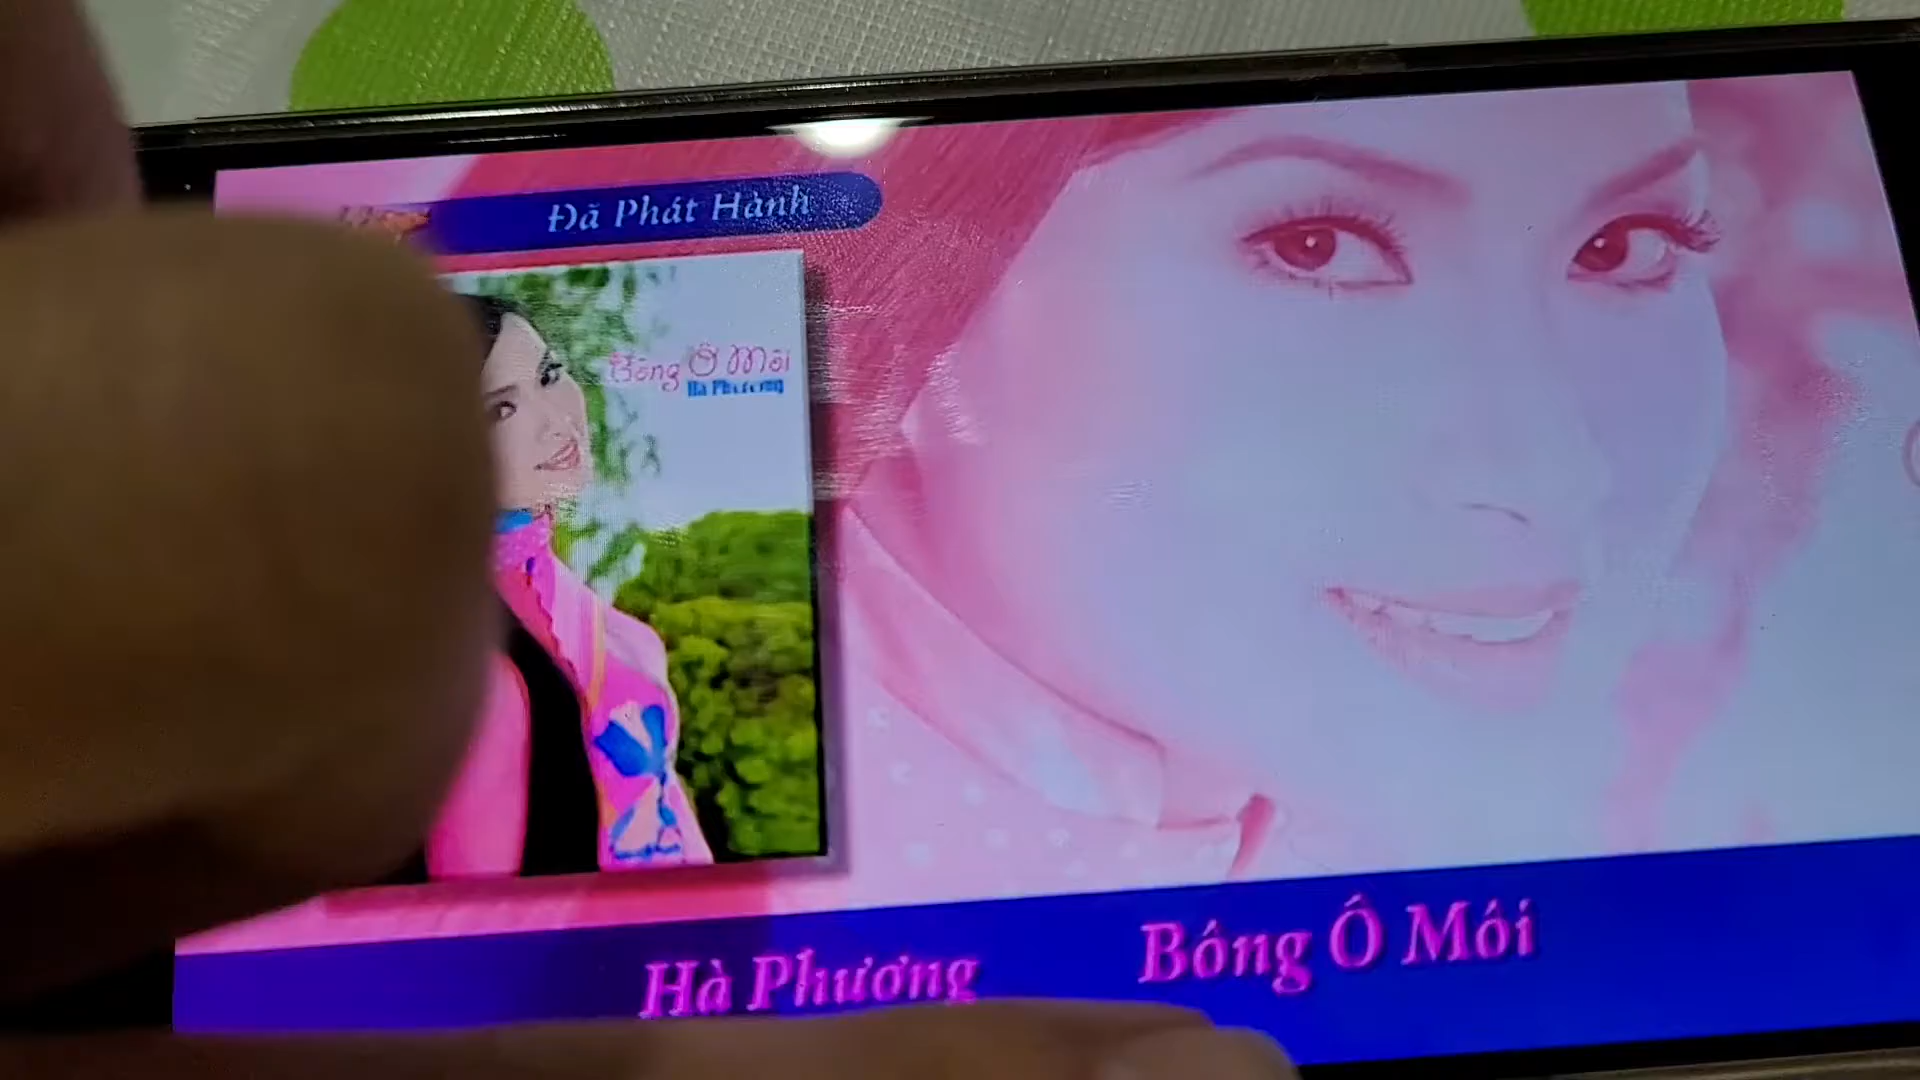 Đã Phát Hành
Bông Ô Môi
Hà Phương
Hà Phương
Bông Ô Môi